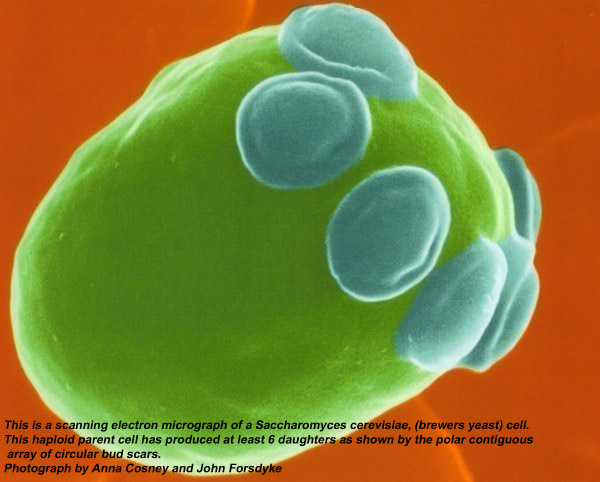 This is a scanning electron micrograph of a Saccharomyces cerevisiae, (brewers yeast) cell.
This haploid parent cell has produced at least 6 daughters as shown by the polar contiguous
array of circular bud scars.
Photograph by Anna Cosney and John Forsdyke